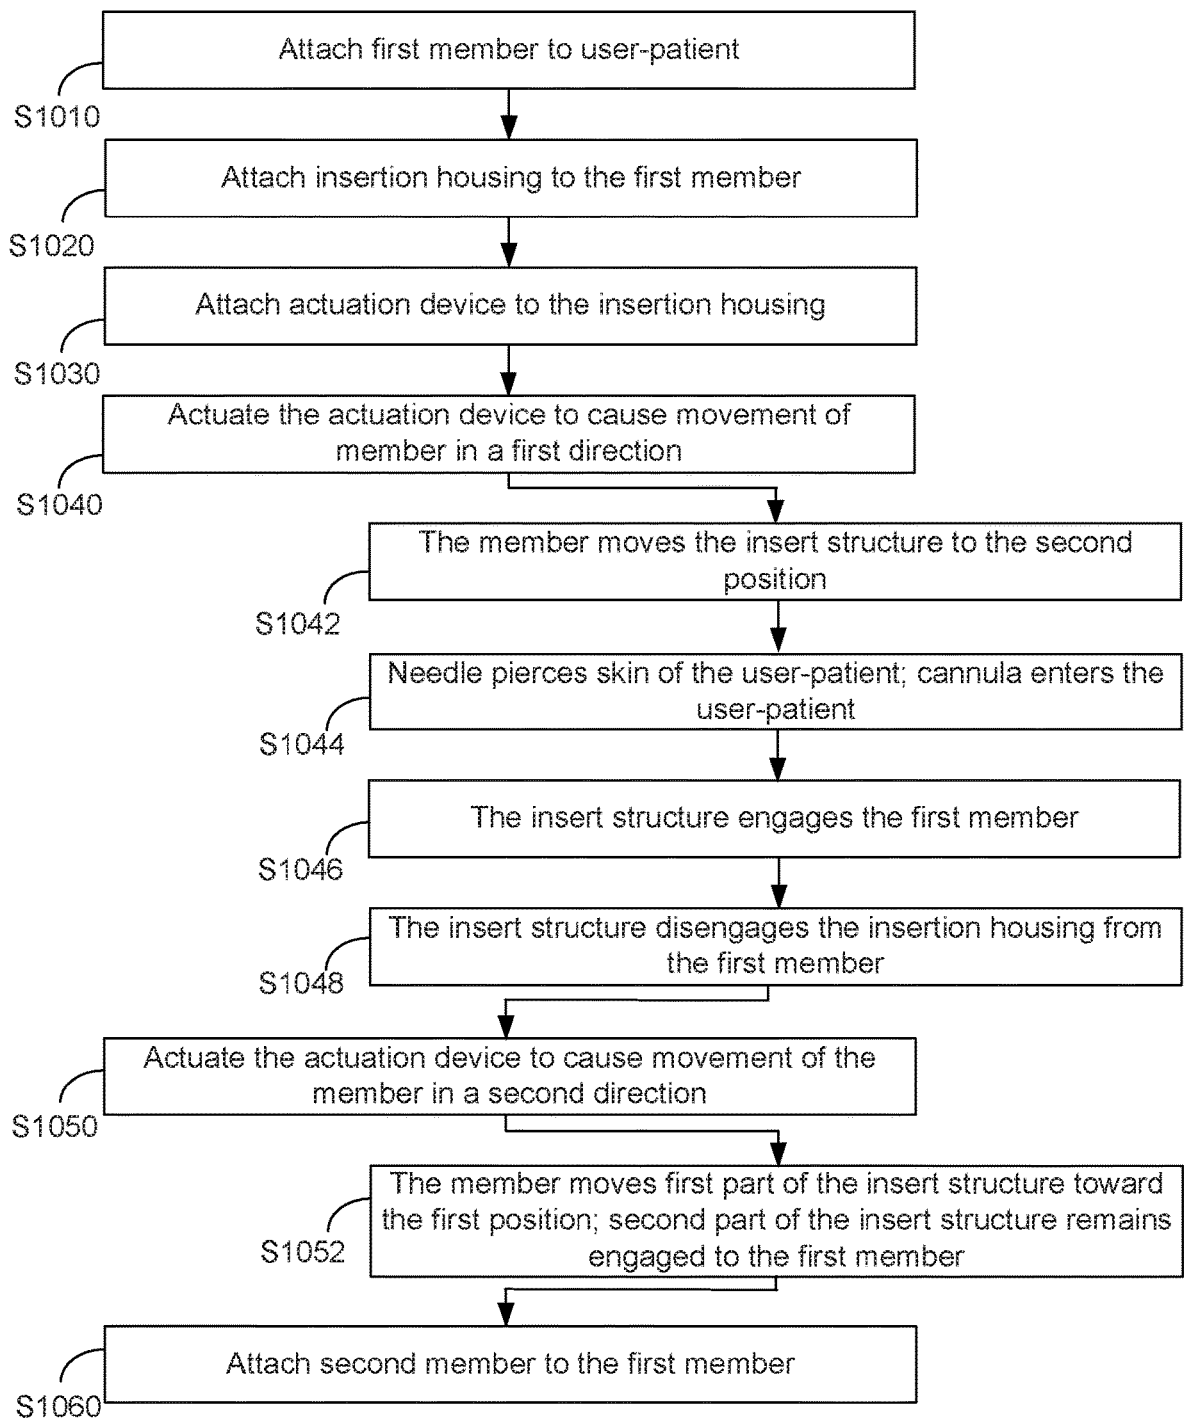 Attach first member to user-patient
S1010
Attach insertion housing to the first member
S1020
Attach actuation device to the insertion housing
S1030
Actuate the actuation device to cause movement of
member in a first direction
S1040
The member moves the insert structure to the second
position
S1042
Needle pierces skin of the user-patient; cannula enters the
user-patient
S1044
The insert structure engages the first member
S1046
The insert structure disengages the insertion housing from
the first member
S1048
Actuate the actuation device to cause movement of the
member in a second direction
S1050
The member moves first part of the insert structure toward
the first position; second part of the insert structure remains
engaged to the first member
S1052
Attach second member to the first member
S1060